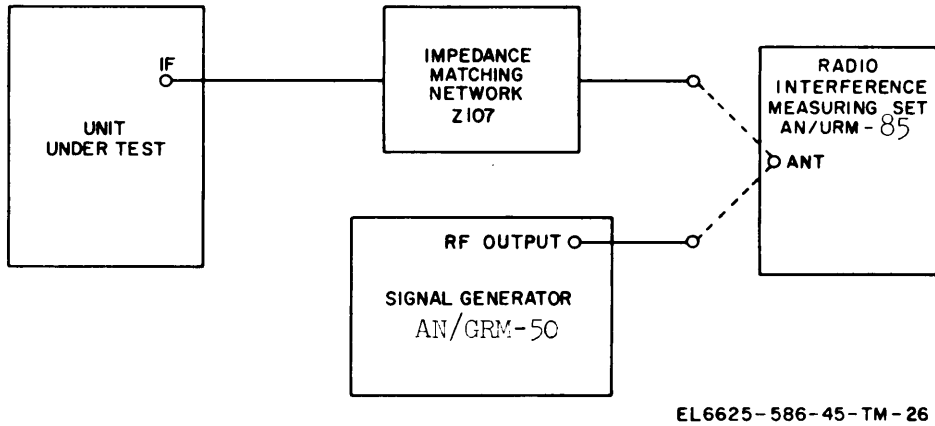 IF
UNIT
UNDER TEST
IMPEDANCE
MATCHING
NETWORK
Z107
RADIO
INTERFERENCE
MEASURING SET
AN/URM-85
ANT
RF OUTPUT
SIGNAL GENERATOR
AN/GRM-50
EL6625-586-45-TM-26